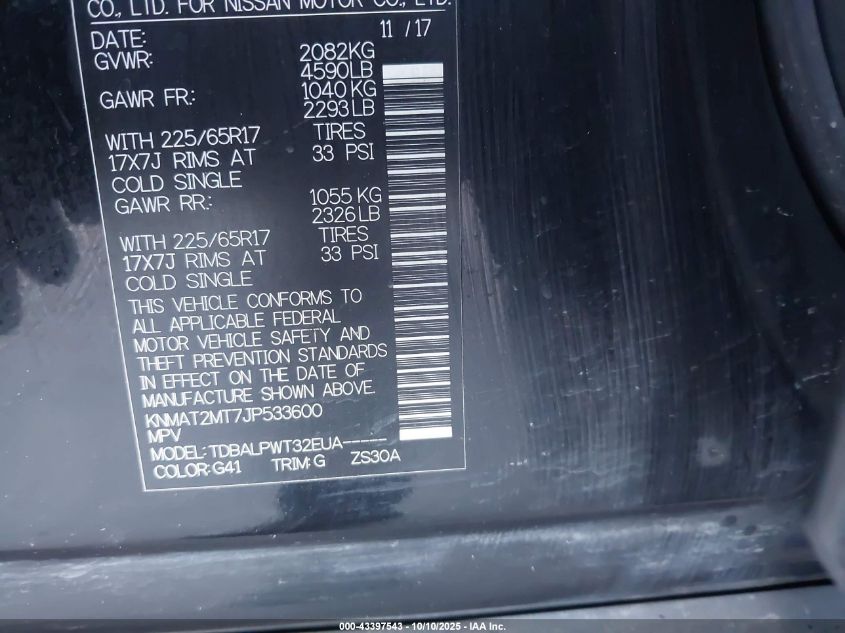 CO., LTD. FOR NISSAN MOTOR CO., LTD.
DATE: 11 / 17
GVWR: 2082KG
4590LB
GAWR FR.: 1040 KG
2293LB
WITH 225/65R17 TIRES
17X7J RIMS AT 33 PSI
COLD SINGLE
GAWR RR.: 1055 KG
2326LB
WITH 225/65R17 TIRES
17X7J RIMS AT 33 PSI
COLD SINGLE
THIS VEHICLE CONFORMS TO
ALL APPLICABLE FEDERAL
MOTOR VEHICLE SAFETY AND
THEFT PREVENTION STANDARDS
IN EFFECT ON THE DATE OF
MANUFACTURE SHOWN ABOVE.
KNMAT2MT7JP533600
MPV
MODEL: TDBALPWT32EUA-----
COLOR: G41 TRIM: G ZS30A
000-43397543 - 10/10/2025 - IAA Inc.